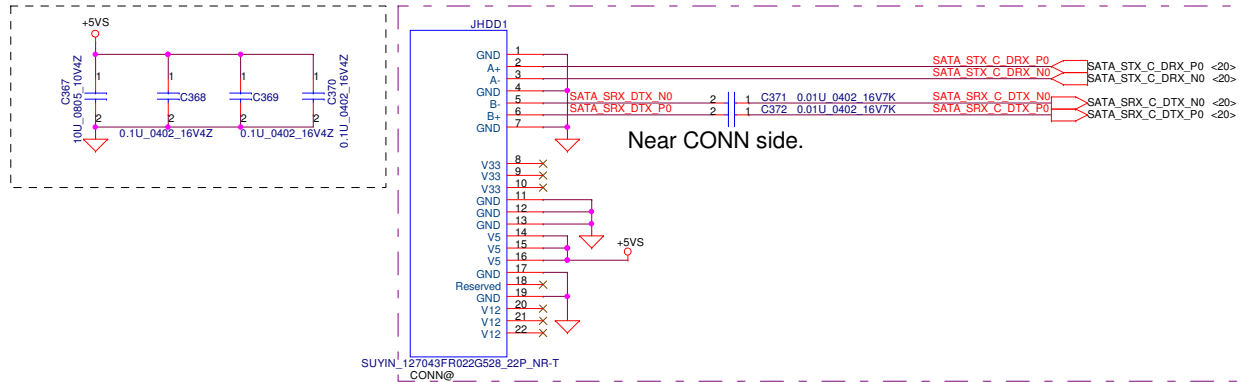 +5VS
1
1
1
1
C367
10U_0805_10V4Z
C368
C369
C370
0.1U_0402_16V4Z
2
2
2
2
0.1U_0402_16V4Z
0.1U_0402_16V4Z
JHDD1
GND 1
A+ 2
A- 3
GND 4
B- 5
B+ 6
GND 7
V33 8
V33 9
V33 10
GND 11
GND 12
GND 13
V5 14
V5 15
V5 16
GND 17
Reserved 18
GND 19
V12 20
V12 21
V12 22
SATA_STX_C_DRX_P0 SATA_STX_C_DRX_P0 <20>
SATA_STX_C_DRX_N0 SATA_STX_C_DRX_N0 <20>
SATA_SRX_DTX_N0 2 1 C371 0.01U_0402_16V7K SATA_SRX_C_DTX_N0 SATA_SRX_C_DTX_N0 <20>
SATA_SRX_DTX_P0 2 1 C372 0.01U_0402_16V7K SATA_SRX_C_DTX_P0 SATA_SRX_C_DTX_P0 <20>
Near CONN side.
+5VS
SUYIN_127043FR022G528_22P_NR-T
CONN@